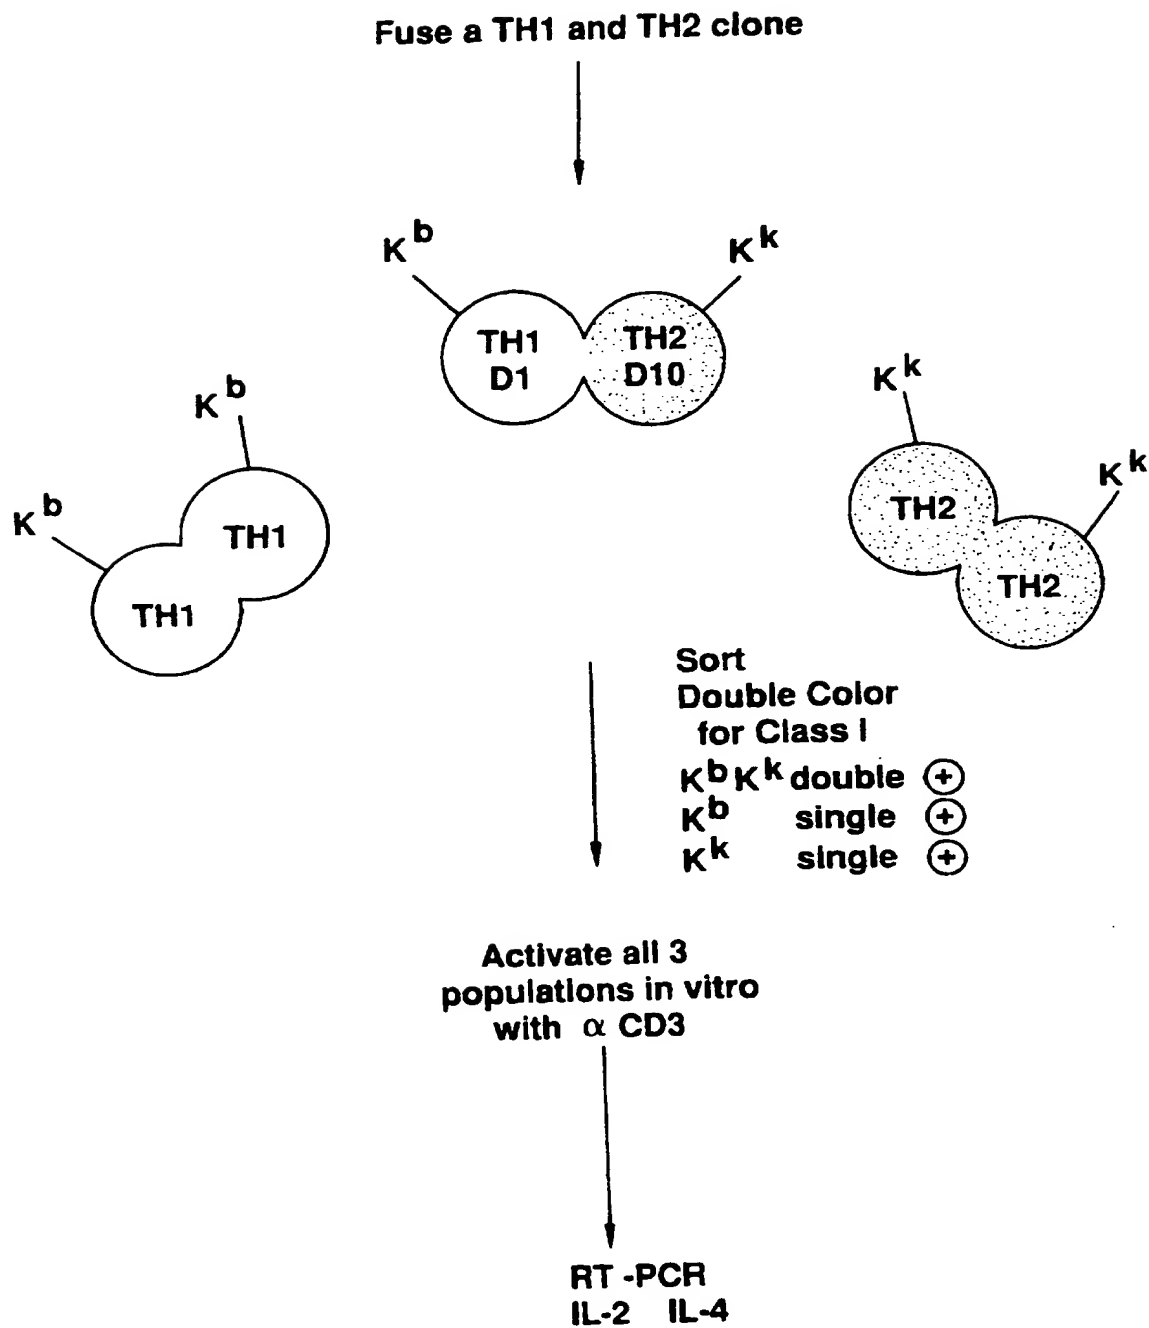 Fuse a TH1 and TH2 clone
K b
K k
TH1
D1
TH2
D10
K b
K b
TH1
TH1
K k
K k
TH2
TH2
Sort
Double Color
for Class I
K b K k double +
K b single +
K k single +
Activate all 3
populations in vitro
with α CD3
RT -PCR
IL-2 IL-4